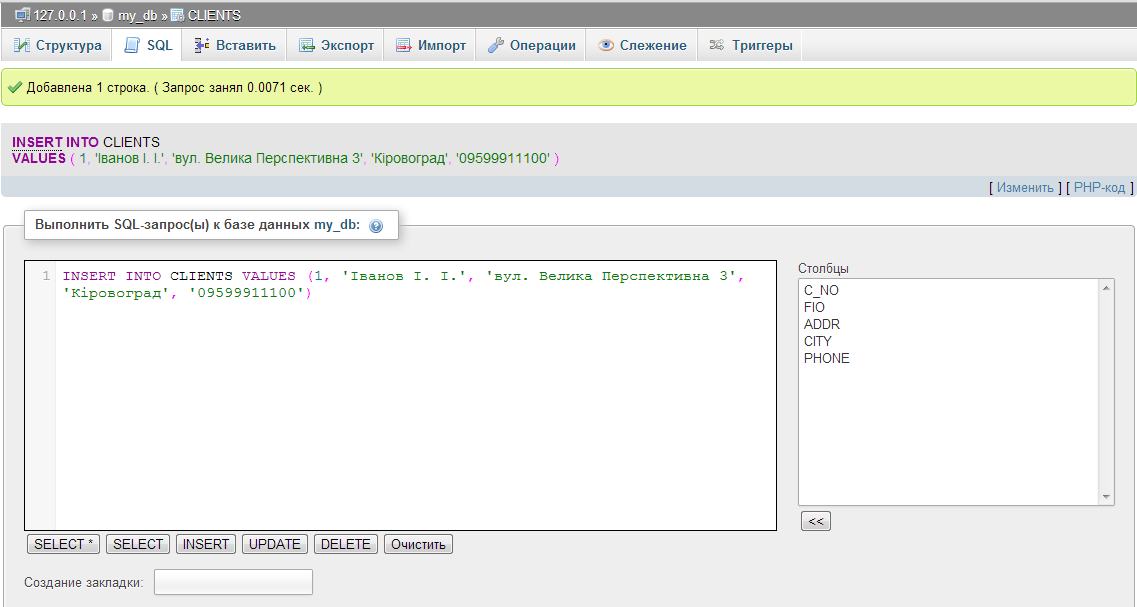 127.0.0.1 » my_db » CLIENTS
Структура SQL Вставить Экспорт Импорт Операции Слежение Триггеры
Добавлена 1 строка. ( Запрос занял 0.0071 сек. )
INSERT INTO CLIENTS
VALUES ( 1, 'Іванов І. І.', 'вул. Велика Перспективна 3', 'Кіровоград', '09599911100' )
[ Изменить ] [ PHP-код ]
Выполнить SQL-запрос(ы) к базе данных my_db:
1 INSERT INTO CLIENTS VALUES (1, 'Іванов І. І.', 'вул. Велика Перспективна 3',
'Кіровоград', '09599911100')
Столбцы
C_NO
FIO
ADDR
CITY
PHONE
<<
SELECT * SELECT INSERT UPDATE DELETE Очистить
Создание закладки: